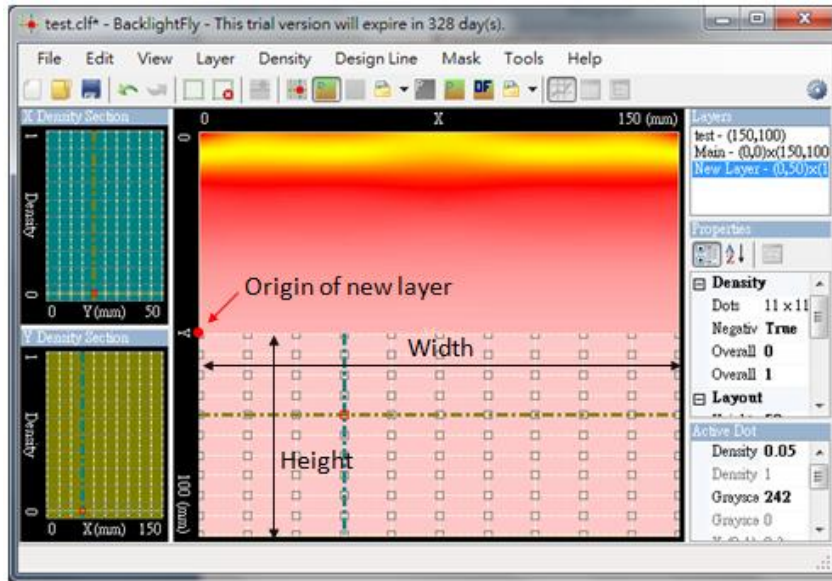 test.clf* - BacklightFly - This trial version will expire in 328 day(s).
File Edit View Layer Density Design Line Mask Tools Help
DF
X Density Section
1
Density
0
0 Y(mm) 50
Y Density Section
1
Density
0
0 X(mm) 150
0 X 150 (mm)
0
Y
100 (mm)
Origin of new layer
Width
Height
Layers
test - (150,100)
Main - (0,0)x(150,100
New Layer - (0,50)x(1
Properties
Density
Dots 11 x 11
Negativ True
Overall 0
Overall 1
Layout
Active Dot
Density 0.05
Density 1
Graysca 242
Graysca 0